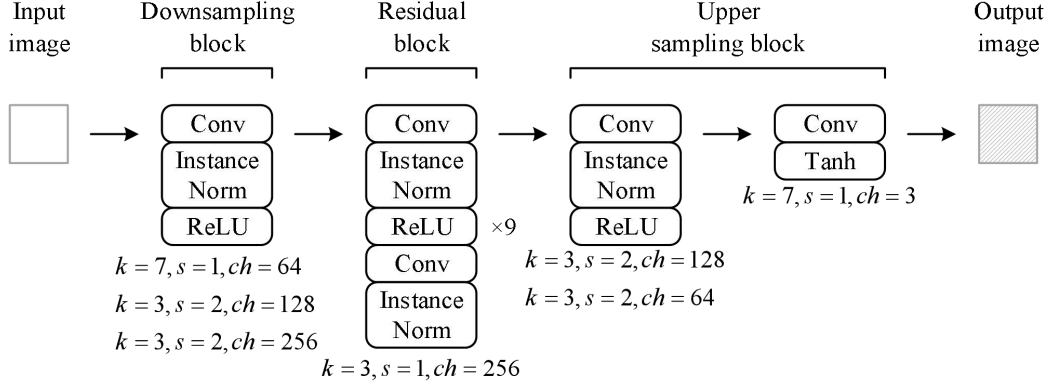 Input
image
Downsampling
block
Residual
block
Upper
sampling block
Output
image
Conv
Instance
Norm
ReLU
k = 7, s = 1, ch = 64
k = 3, s = 2, ch = 128
k = 3, s = 2, ch = 256
Conv
Instance
Norm
ReLU
×9
Conv
Instance
Norm
k = 3, s = 1, ch = 256
Conv
Instance
Norm
ReLU
k = 3, s = 2, ch = 128
k = 3, s = 2, ch = 64
Conv
Tanh
k = 7, s = 1, ch = 3